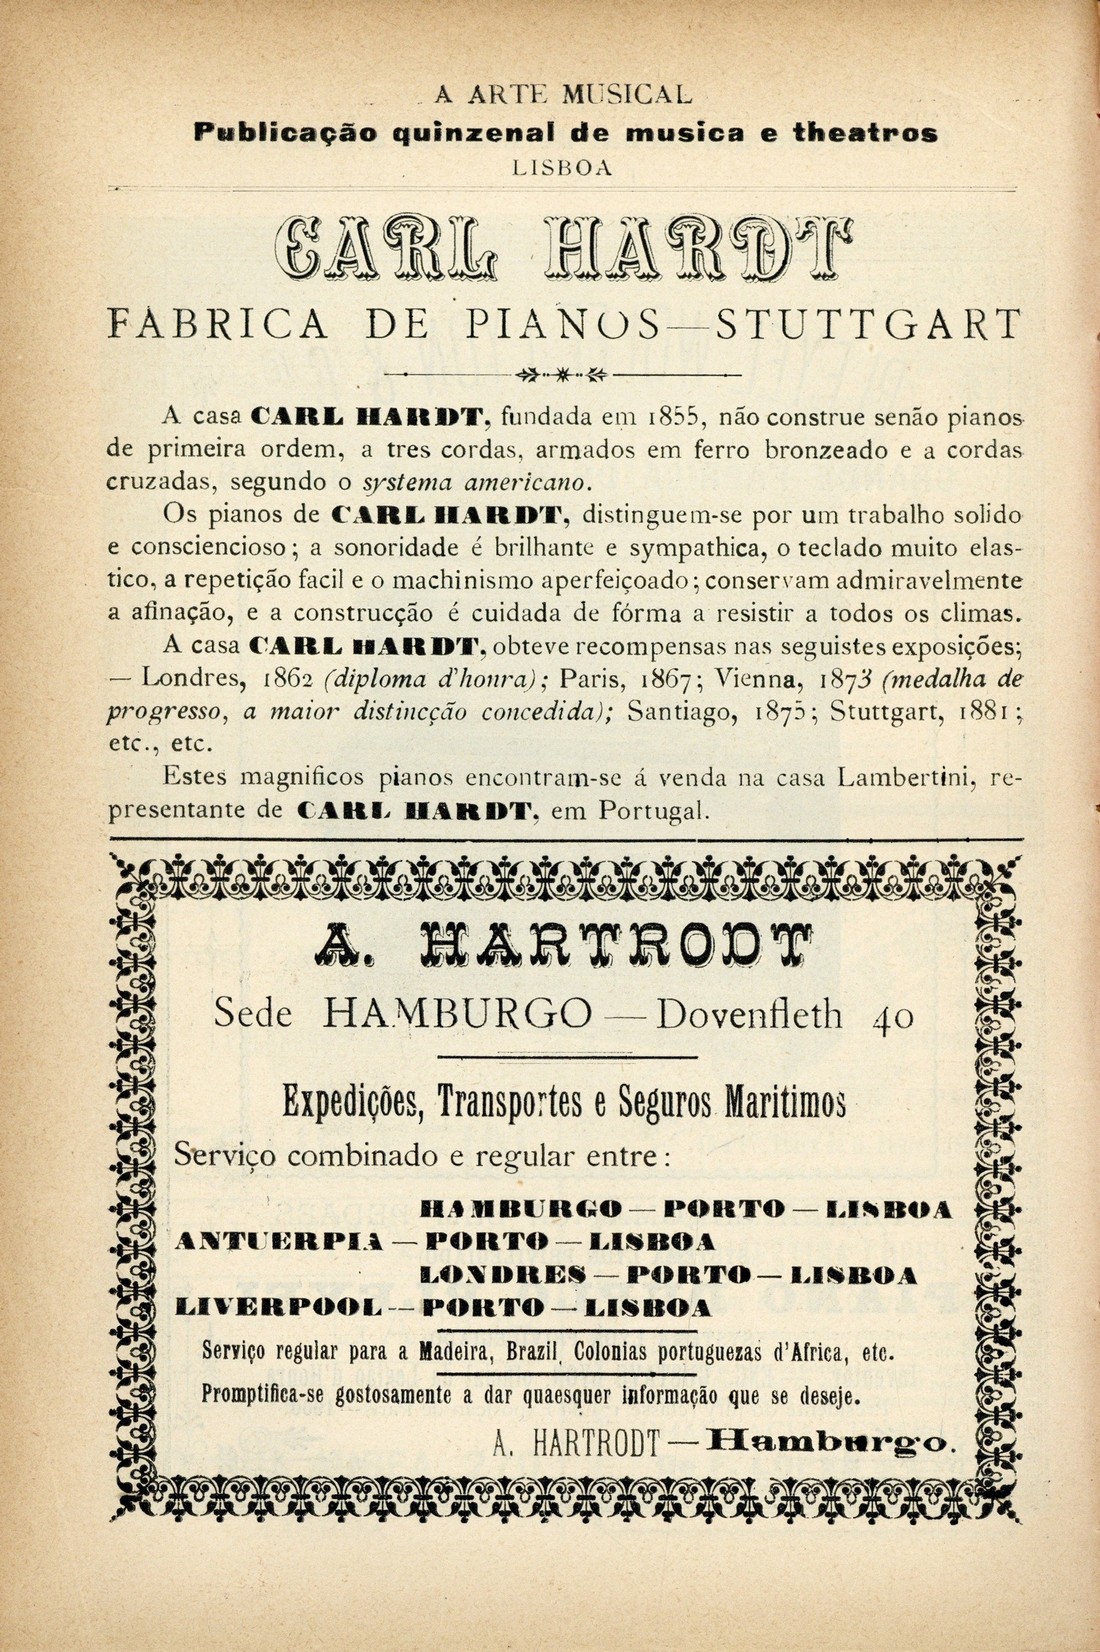 A ARTE MUSICAL
Publicação quinzenal de musica e theatros
LISBOA
CARL HARDT
FABRICA DE PIANOS—STUTTGART
A casa CARL HARDT, fundada em 1855, não construe senão pianos
de primeira ordem, a tres cordas, armados em ferro bronzeado e a cordas
cruzadas, segundo o systema americano.
Os pianos de CARL HARDT, distinguem-se por um trabalho solido
e consciencioso; a sonoridade é brilhante e sympathica, o teclado muito elas-
tico, a repetição facil e o machinismo aperfeiçoado; conservam admiravelmente
a afinação, e a construcção é cuidada de fórma a resistir a todos os climas.
A casa CARL HARDT, obteve recompensas nas seguistes exposições;
— Londres, 1862 (diploma d'honra); Paris, 1867; Vienna, 1873 (medalha de
progresso, a maior distincção concedida); Santiago, 1875; Stuttgart, 1881;
etc., etc.
Estes magnificos pianos encontram-se á venda na casa Lambertini, re-
presentante de CARL HARDT, em Portugal.
A. HARTRODT
Sede HAMBURGO — Dovenfleth 40
Expedições, Transportes e Seguros Maritimos
Serviço combinado e regular entre:
HAMBURGO — PORTO — LISBOA
ANTUERPIA — PORTO — LISBOA
LONDRES — PORTO — LISBOA
LIVERPOOL — PORTO — LISBOA
Serviço regular para a Madeira, Brazil, Colonias portuguezas d'Africa, etc.
Promptifica-se gostosamente a dar quaesquer informação que se deseje.
A. HARTRODT — Hamburgo.